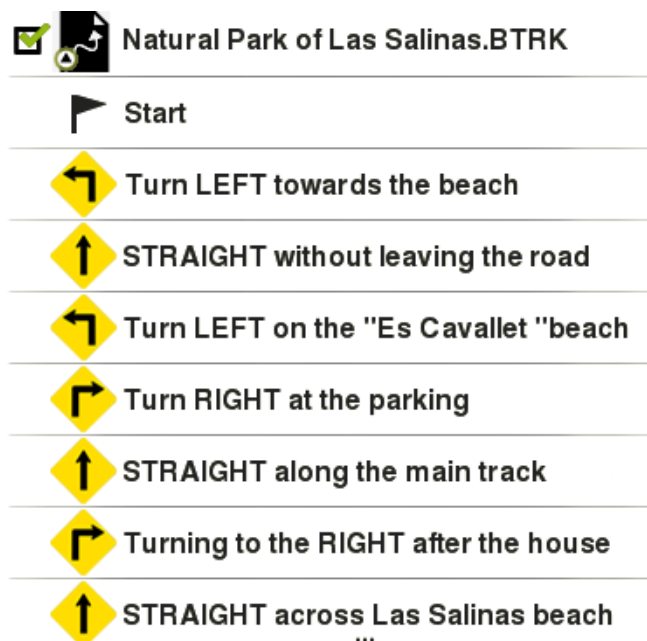 Natural Park of Las Salinas.BTRK
Start
Turn LEFT towards the beach
STRAIGHT without leaving the road
Turn LEFT on the "Es Cavallet "beach
Turn RIGHT at the parking
STRAIGHT along the main track
Turning to the RIGHT after the house
STRAIGHT across Las Salinas beach